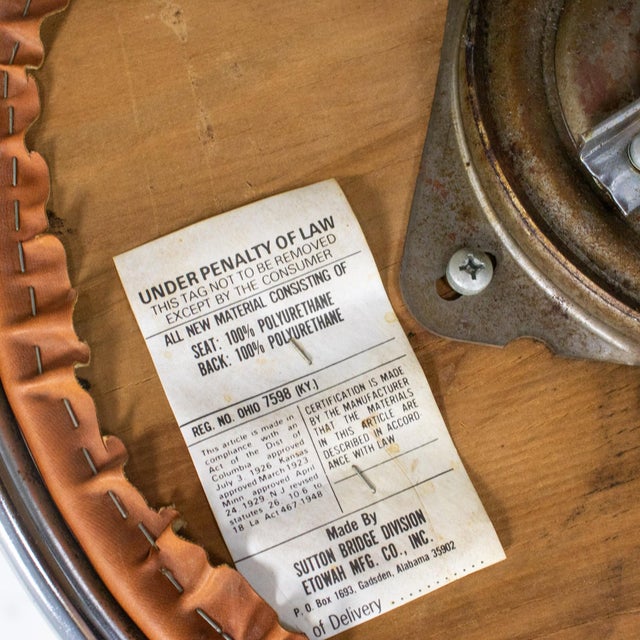 UNDER PENALTY OF LAW
THIS TAG NOT TO BE REMOVED
EXCEPT BY THE CONSUMER
ALL NEW MATERIAL CONSISTING OF
SEAT: 100% POLYURETHANE
BACK: 100% POLYURETHANE
REG. NO. OHIO 7598 (KY.)
This article is made in
compliance with an
Act of Dist. of
Columbia approved
July 3, 1926 Kansas
approved March 1923
Minn. approved April
24, 1929 N.J. revised
statutes 26: 10.6 to
18 La Act 467, 1948
CERTIFICATION IS MADE
BY THE MANUFACTURER
THAT THE MATERIALS
IN THIS ARTICLE ARE
DESCRIBED IN ACCORD
ANCE WITH LAW
Made By
SUTTON BRIDGE DIVISION
ETOWAH MFG. CO., INC.
P. O. Box 1693, Gadsden, Alabama 35902
of Delivery